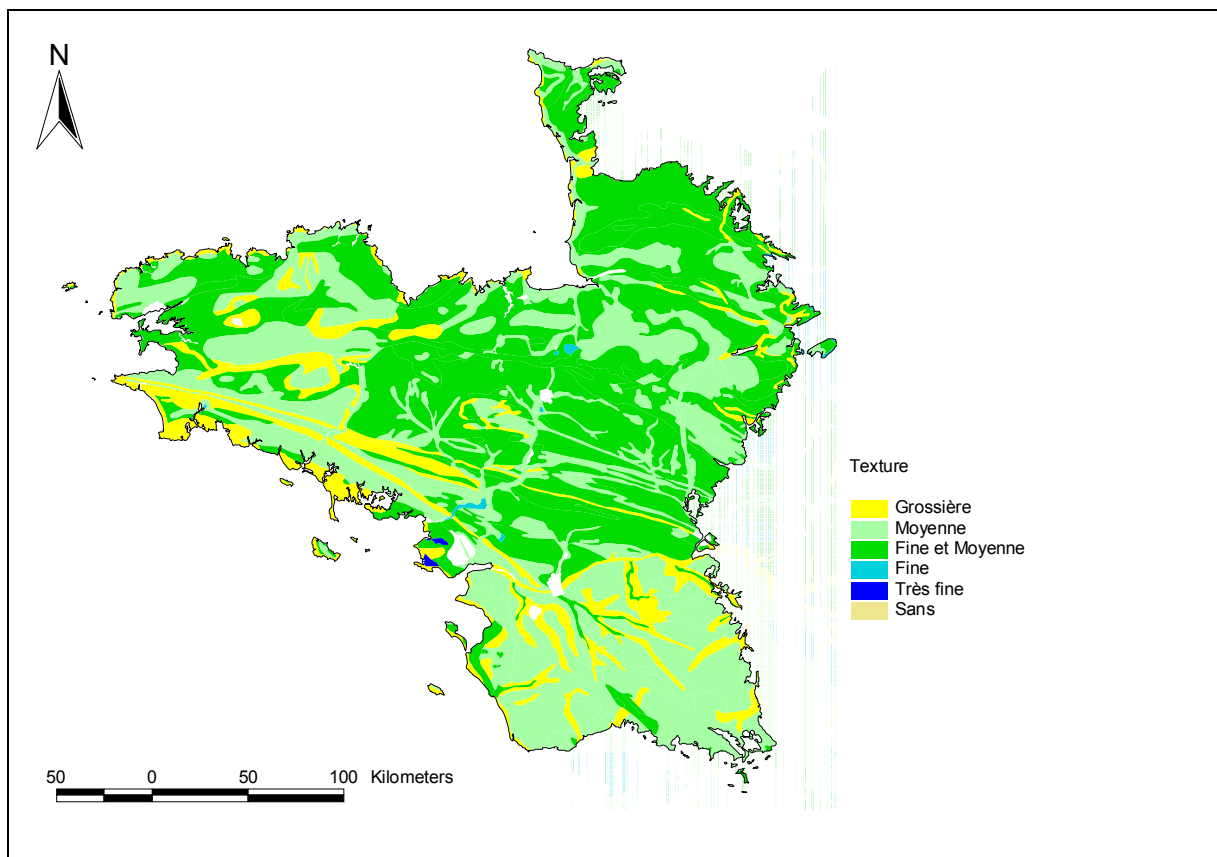 N
Texture
Grossière
Moyenne
Fine et Moyenne
Fine
Très fine
Sans
50 0 50 100 Kilometers